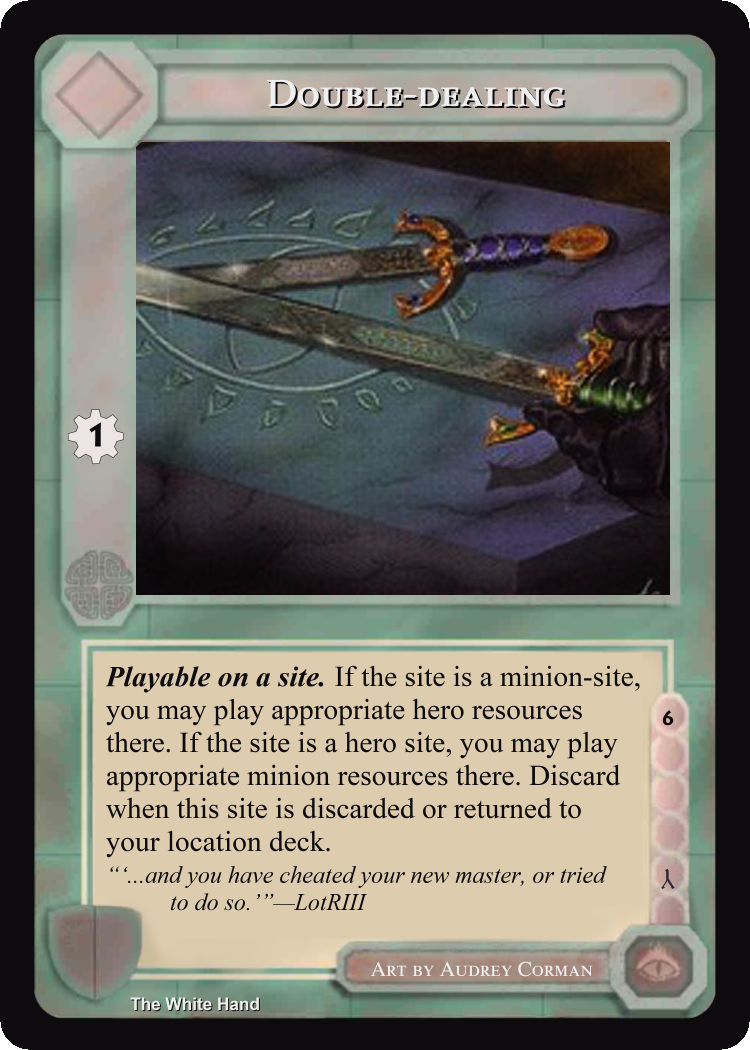 Double-dealing
1
Playable on a site. If the site is a minion-site,
you may play appropriate hero resources
there. If the site is a hero site, you may play
appropriate minion resources there. Discard
when this site is discarded or returned to
your location deck.
“‘...and you have cheated your new master, or tried
to do so.’”—LotRIII
6
Art by Audrey Corman
The White Hand